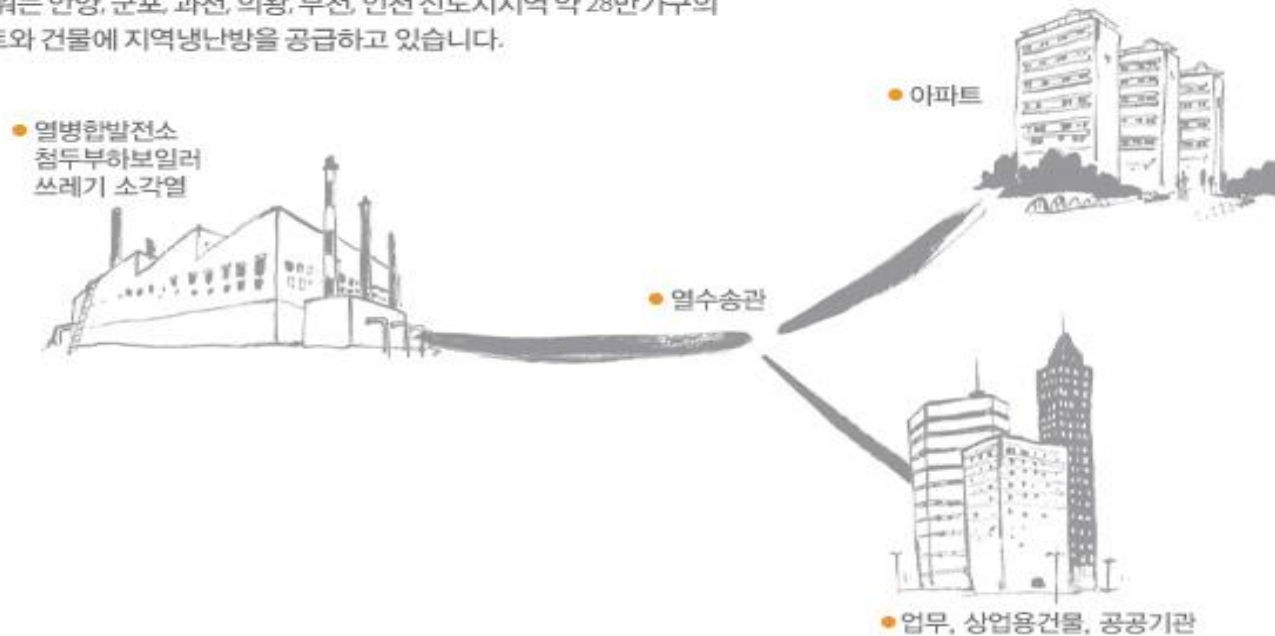 안양, 군포, 과천, 의왕, 부천, 인천 신도시지역 약 28만가구의
건물에 지역냉난방을 공급하고 있습니다.
아파트
열병합발전소
첨두부하보일러
쓰레기 소각열
열수송관
업무, 상업용건물, 공공기관